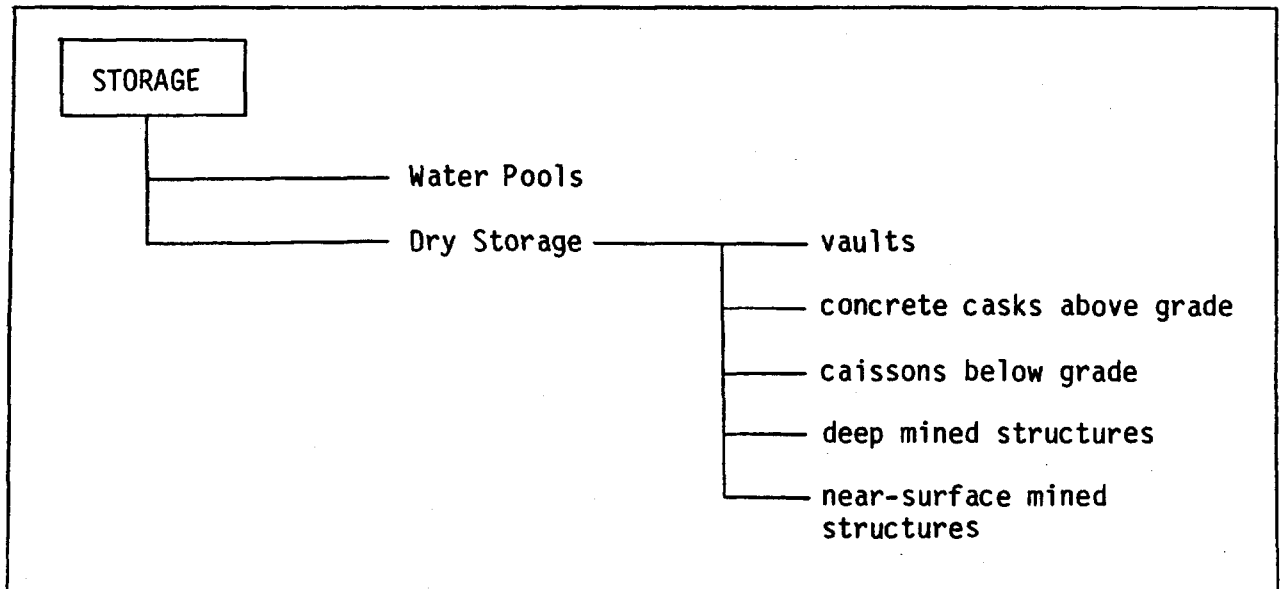 STORAGE
Water Pools
Dry Storage
vaults
concrete casks above grade
caissons below grade
deep mined structures
near-surface mined
structures